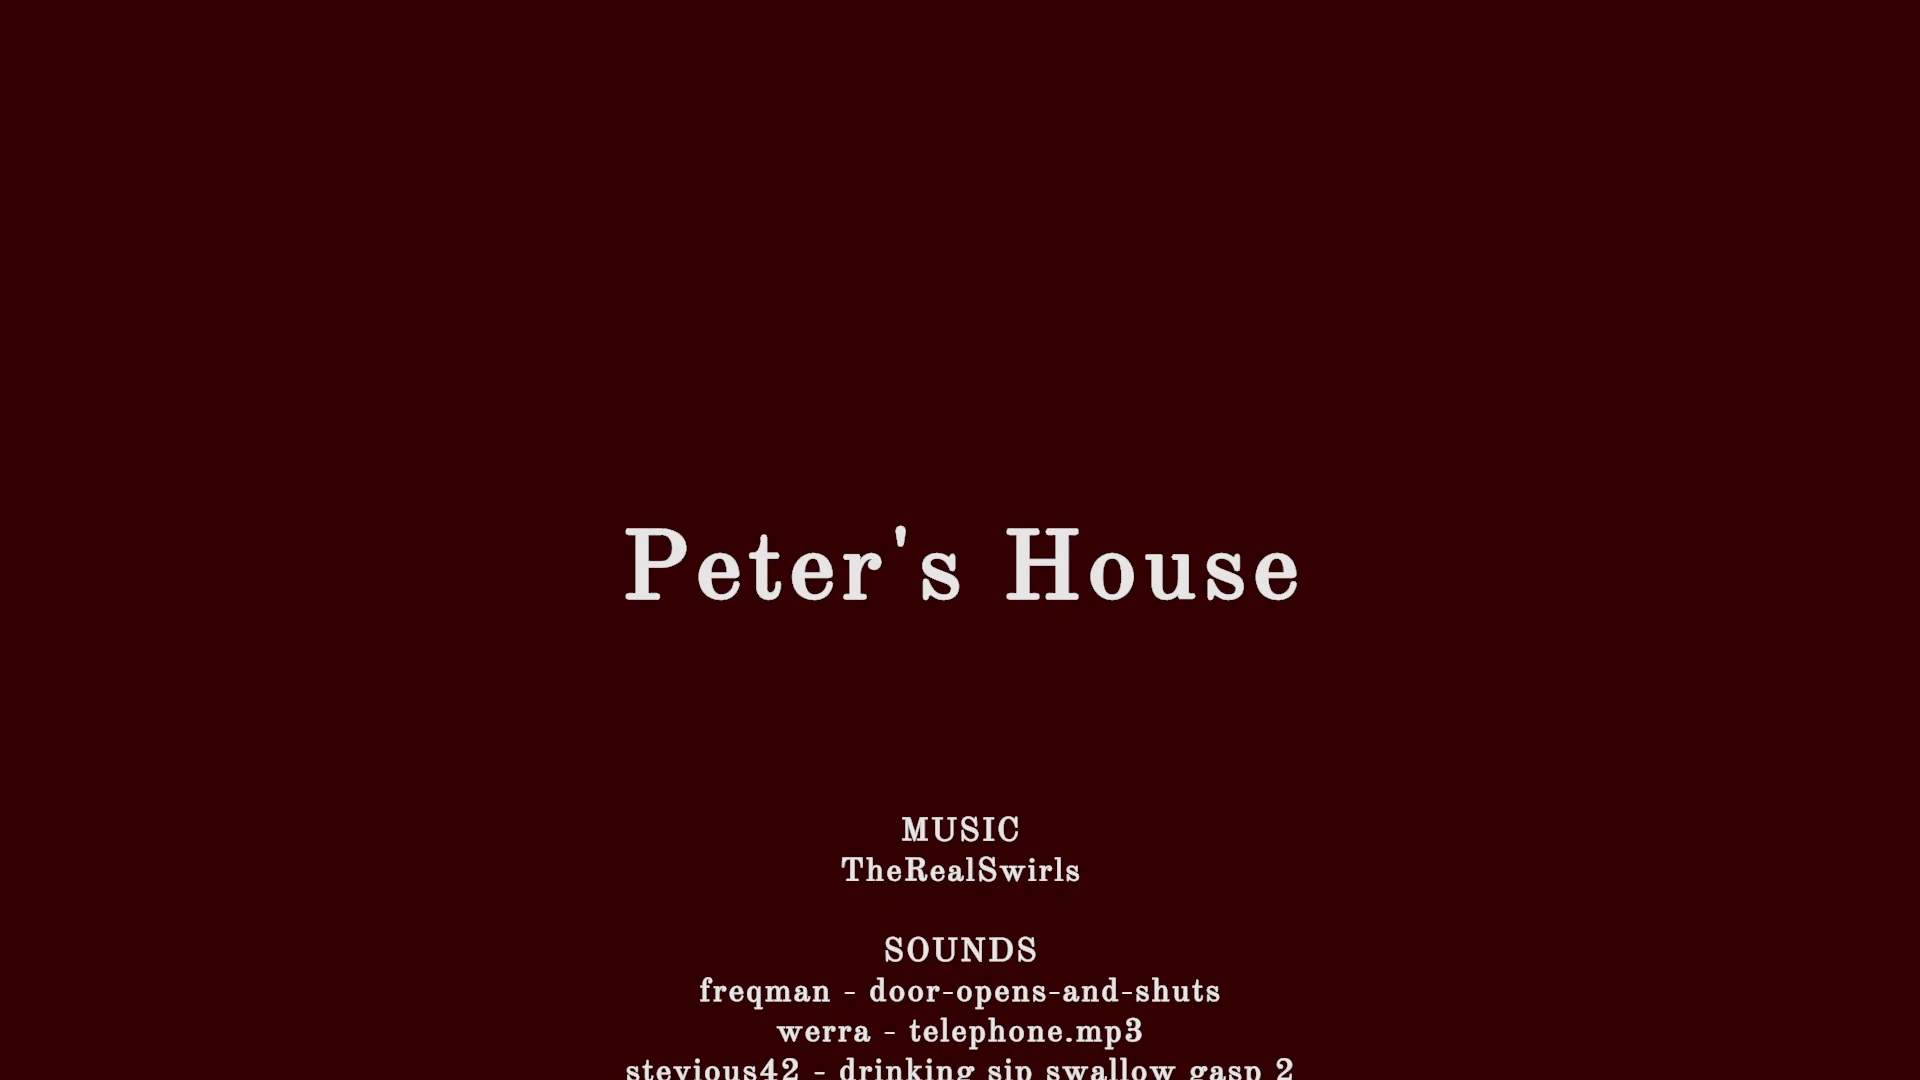 Peter's House
MUSIC
TheRealSwirls
SOUNDS
freqman - door-opens-and-shuts
werra - telephone.mp3
stevious42 - drinking sip swallow gasp 2